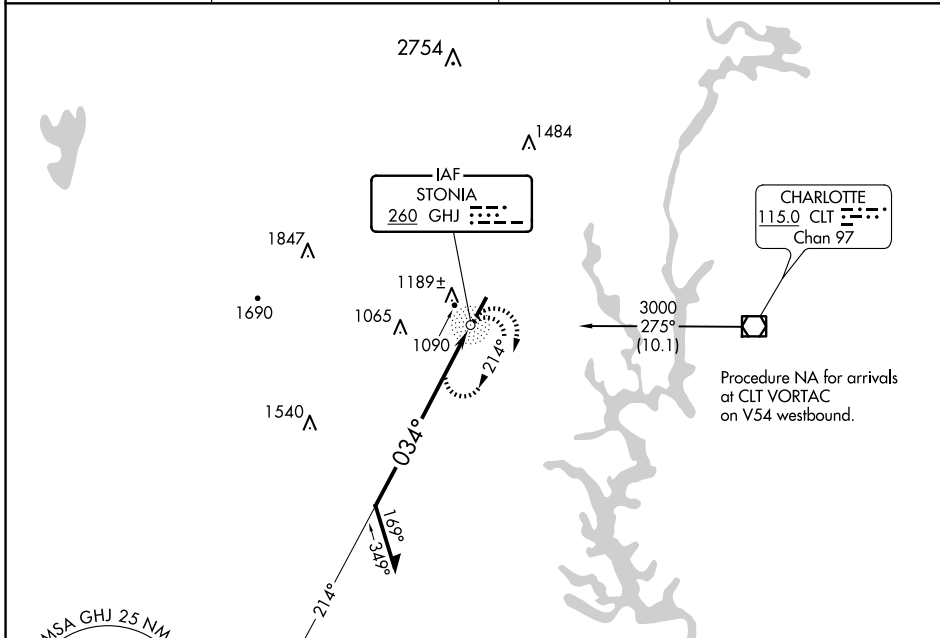 2754
1484
IAF
STONIA
260 GHJ
CHARLOTTE
115.0 CLT
Chan 97
1847
1690
1189±
1065
1090
3000
275°
(10.1)
214°
Procedure NA for arrivals
at CLT VORTAC
on V54 westbound.
1540
034°
169°
349°
214°
MSA GHJ 25 NM